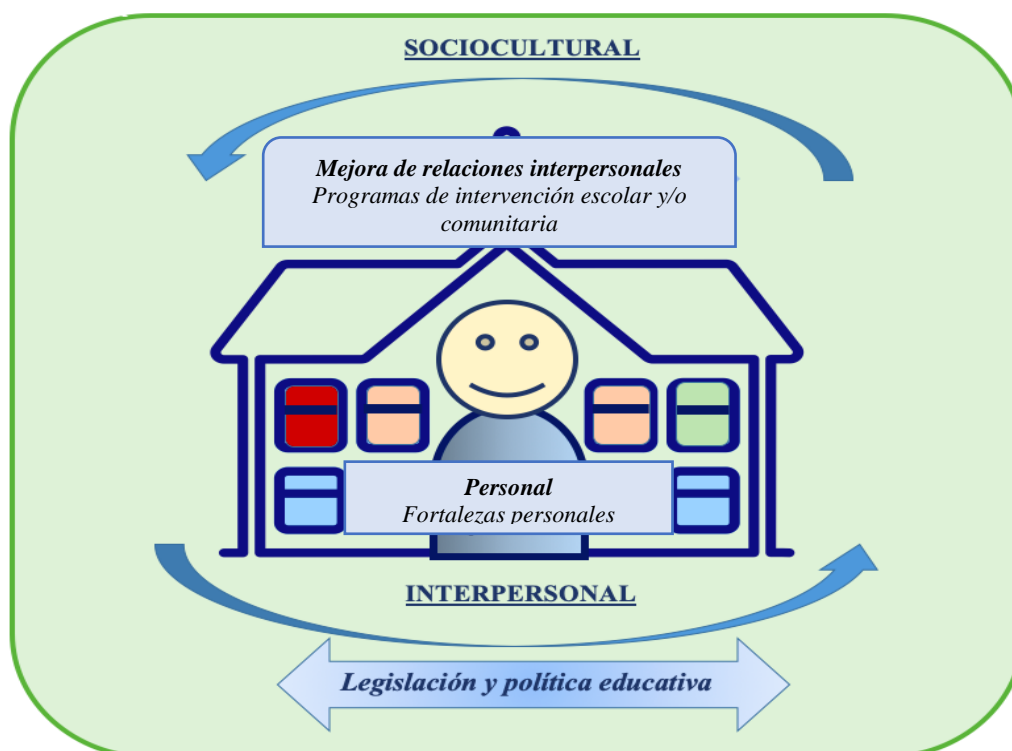 SOCIOCULTURAL
Mejora de relaciones interpersonales
Programas de intervención escolar y/o
comunitaria
Personal
Fortalezas personales
INTERPERSONAL
Legislación y política educativa